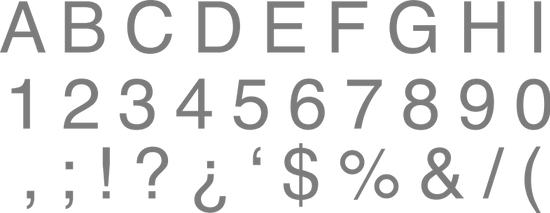 A B C D E F G H I
1 2 3 4 5 6 7 8 9 0
, ; ! ? ¿ ‘ $ % & / (